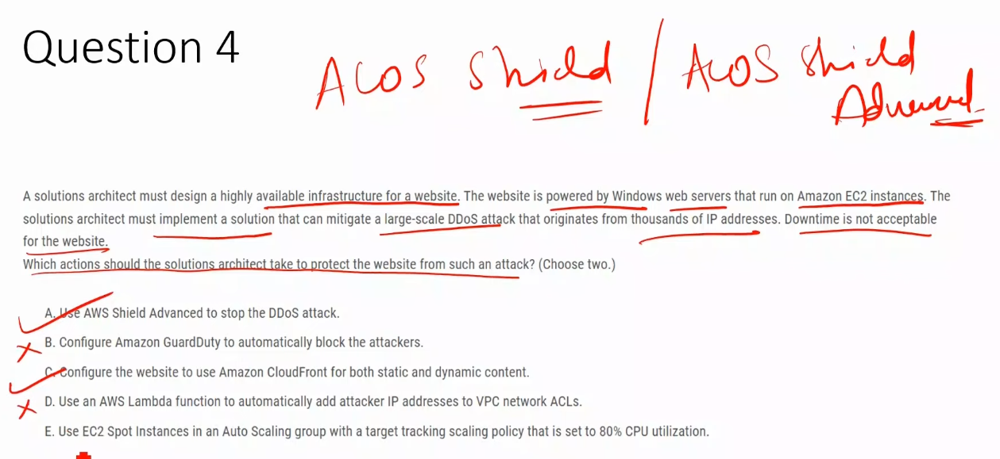 Question 4
AWS Shield / AWS Shield
Advanced
A solutions architect must design a highly available infrastructure for a website. The website is powered by Windows web servers that run on Amazon EC2 instances. The
solutions architect must implement a solution that can mitigate a large-scale DDoS attack that originates from thousands of IP addresses. Downtime is not acceptable
for the website.
Which actions should the solutions architect take to protect the website from such an attack? (Choose two.)
A. Use AWS Shield Advanced to stop the DDoS attack.
B. Configure Amazon GuardDuty to automatically block the attackers.
C. Configure the website to use Amazon CloudFront for both static and dynamic content.
D. Use an AWS Lambda function to automatically add attacker IP addresses to VPC network ACLs.
E. Use EC2 Spot Instances in an Auto Scaling group with a target tracking scaling policy that is set to 80% CPU utilization.